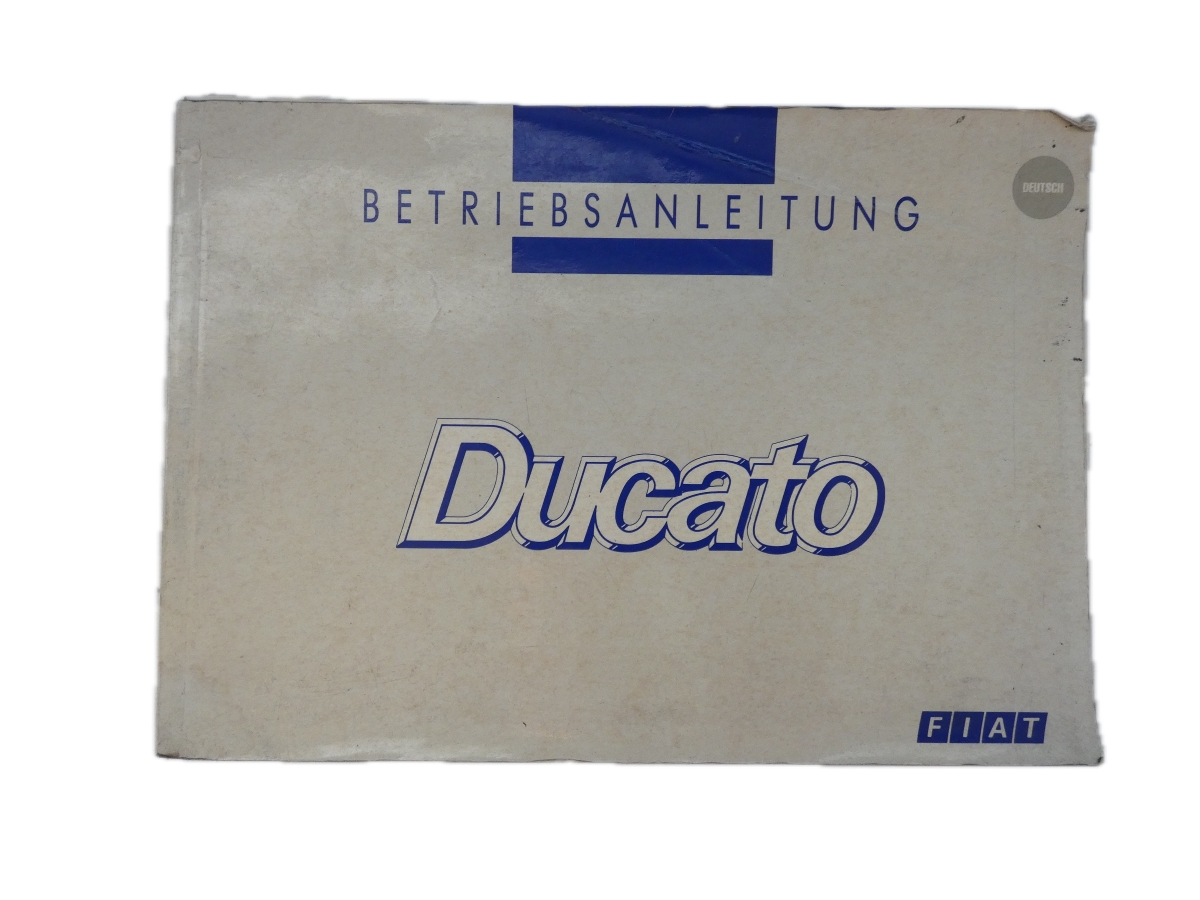 BETRIEBSANLEITUNG
DEUTSCH
Ducato
FIAT